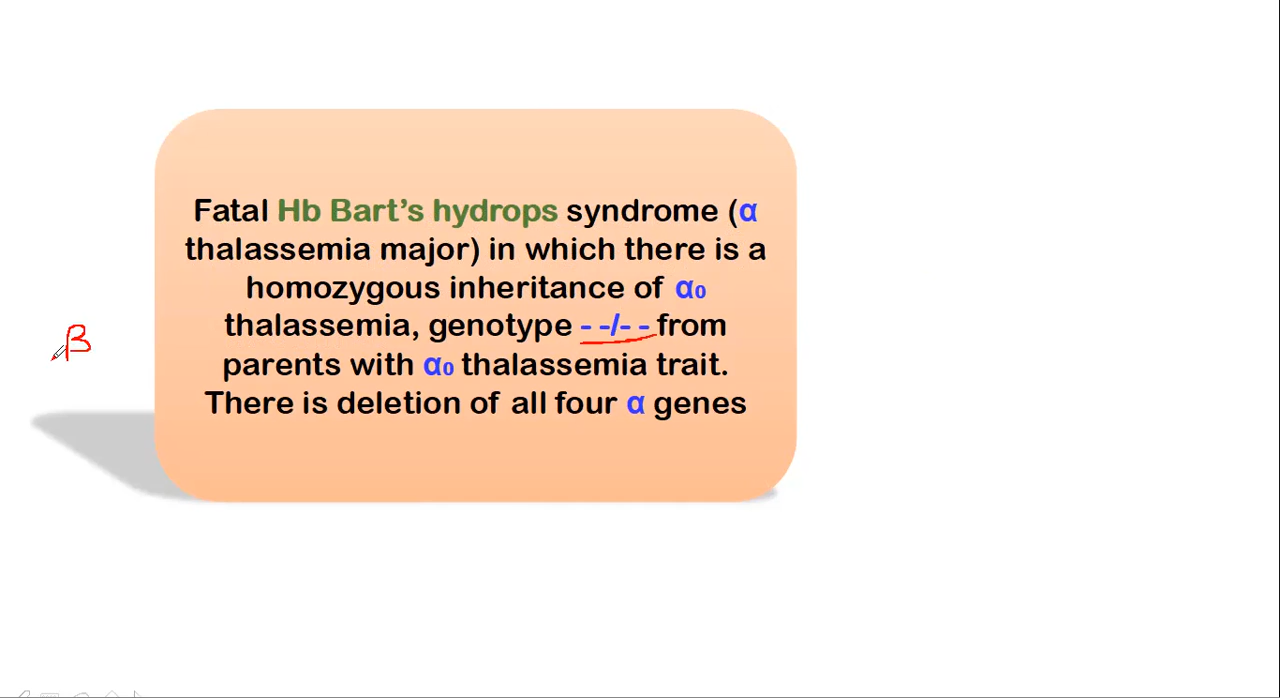 Fatal Hb Bart’s hydrops syndrome (α
thalassemia major) in which there is a
homozygous inheritance of α₀
thalassemia, genotype - -/- - from
parents with α₀ thalassemia trait.
There is deletion of all four α genes
β